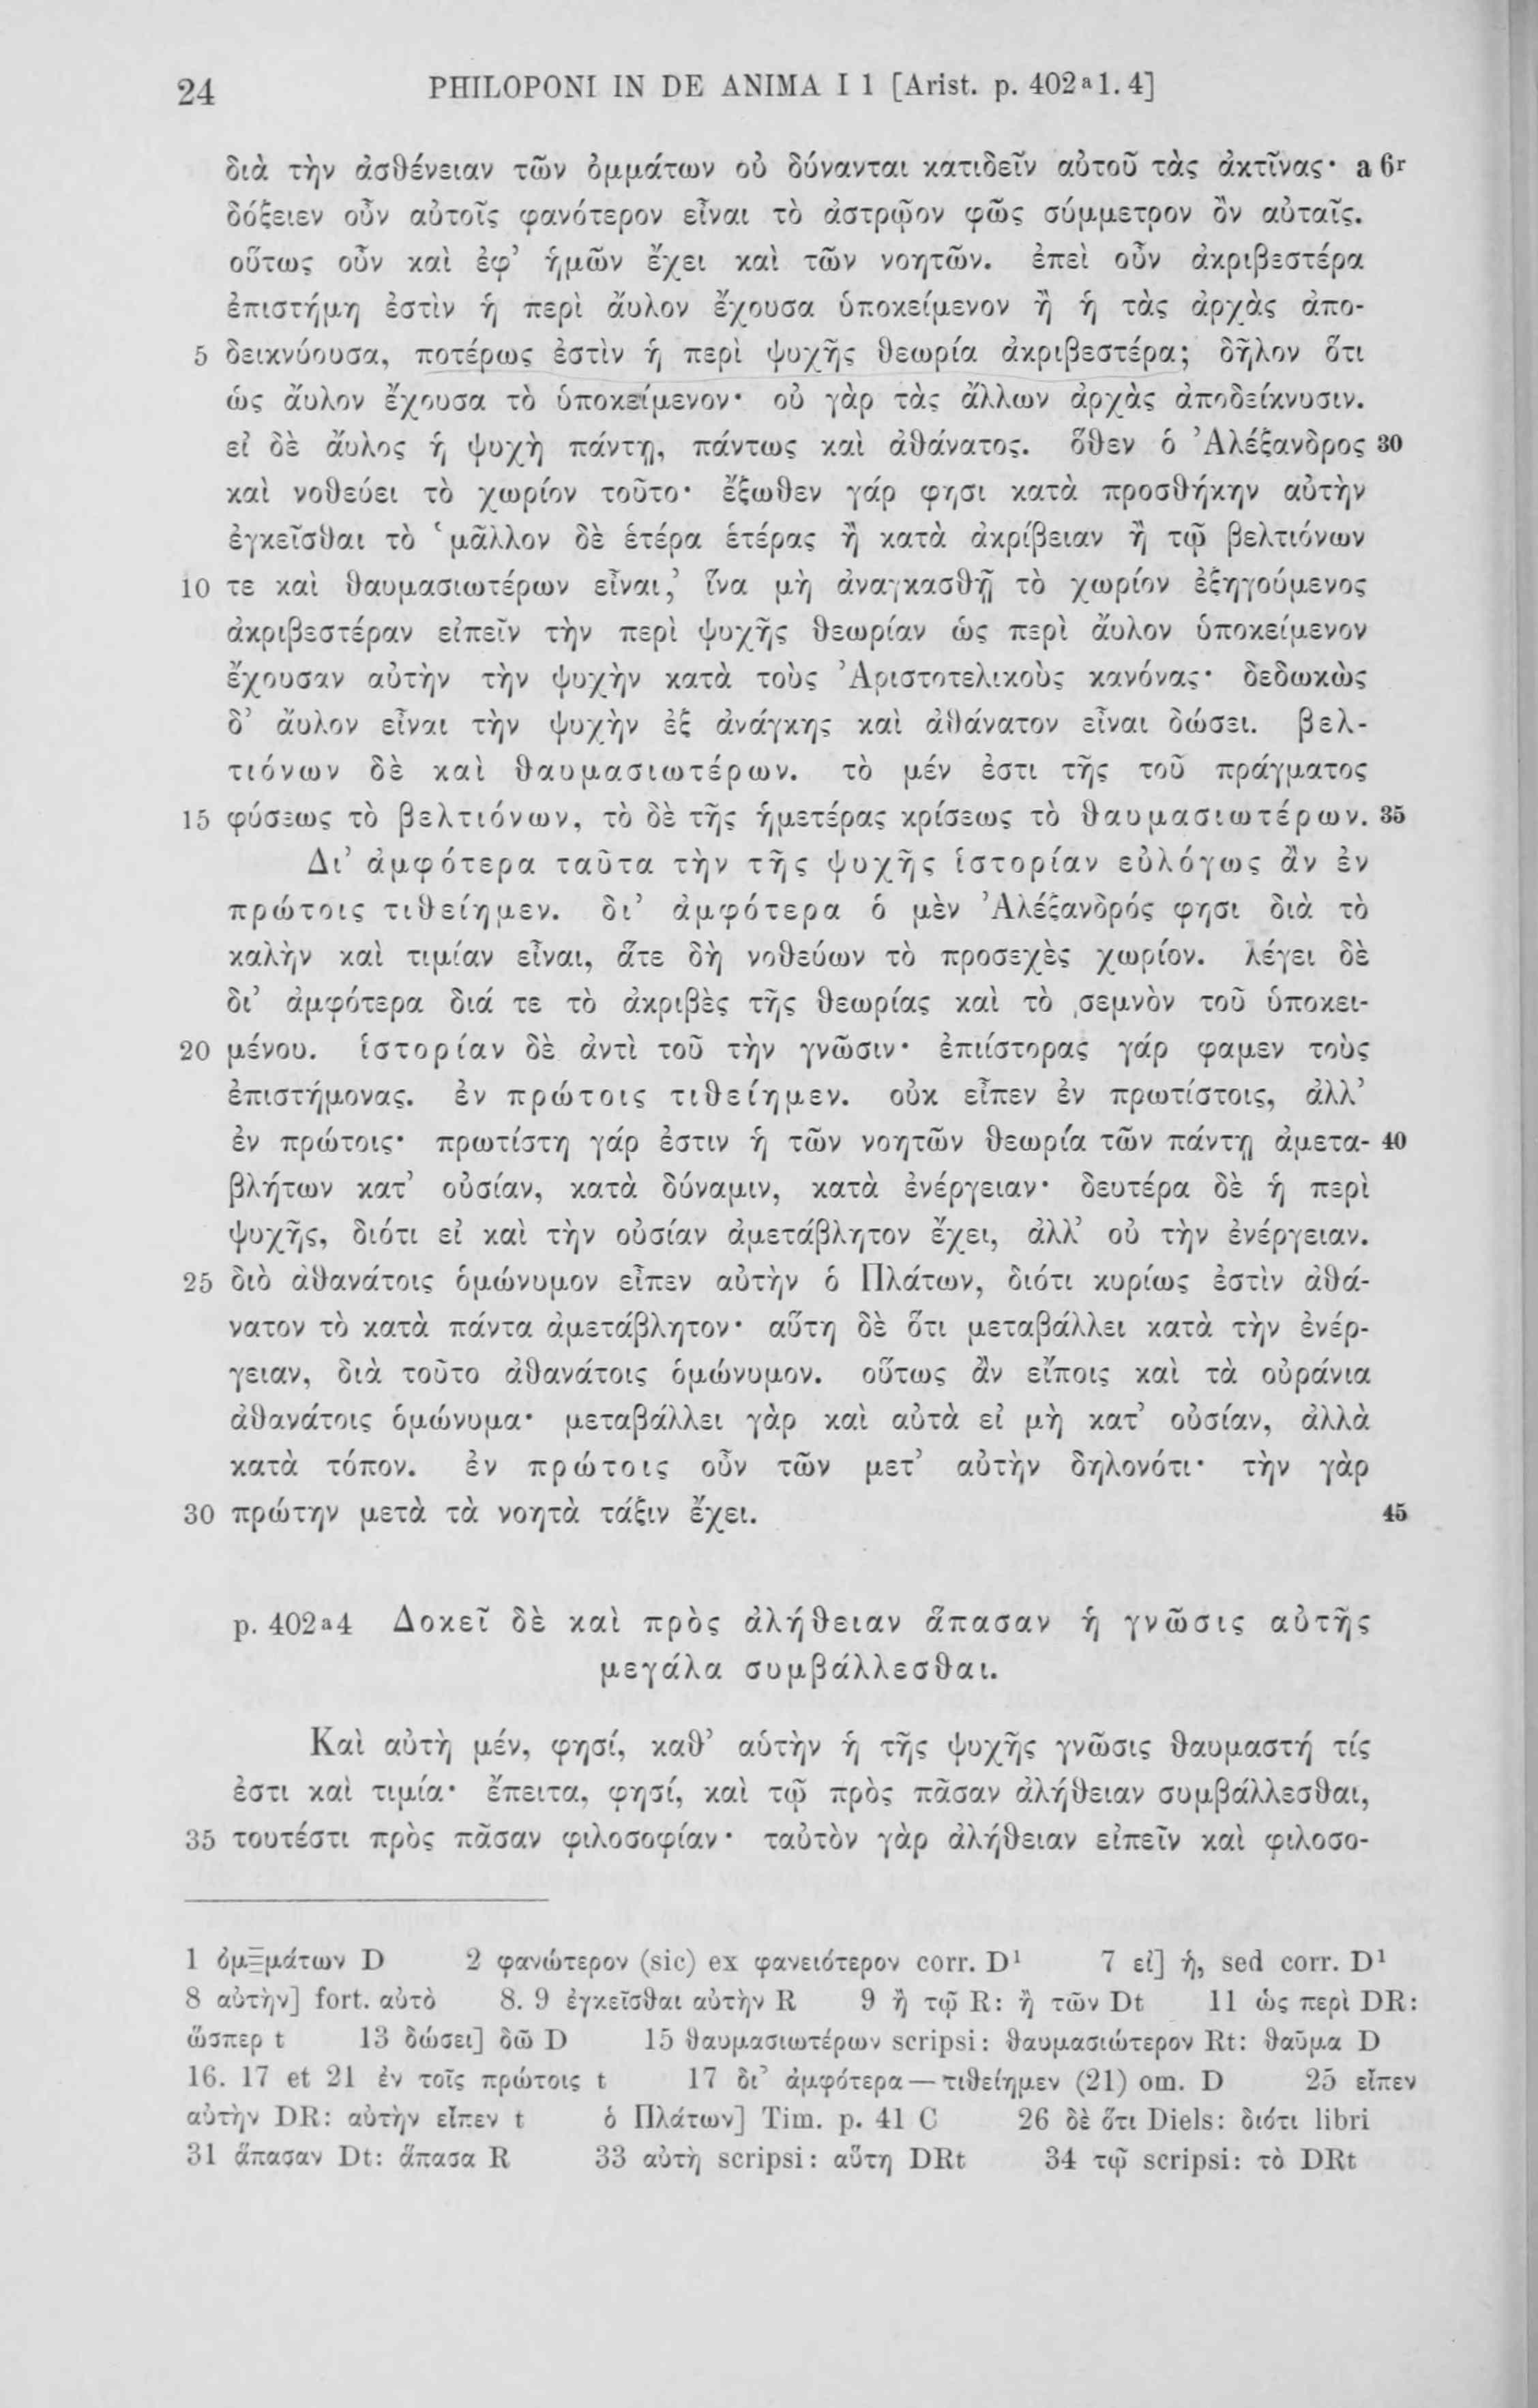 24 PHILOPONI IN DE ANIMA I 1 [Arist. p. 402ᵃ1. 4]
διὰ τὴν ἀσθένειαν τῶν ὀμμάτων οὐ δύνανται κατιδεῖν αὐτοῦ τὰς ἀκτῖνας· a 6ʳ
δόξειεν οὖν αὐτοῖς φανότερον εἶναι τὸ ἀστρῷον φῶς σύμμετρον ὂν αὐταῖς.
οὕτως οὖν καὶ ἐφ’ ἡμῶν ἔχει καὶ τῶν νοητῶν. ἐπεὶ οὖν ἀκριβεστέρα
ἐπιστήμη ἐστὶν ἡ περὶ ἄυλον ἔχουσα ὑποκείμενον ἢ ἡ τὰς ἀρχὰς ἀπο-
5 δεικνύουσα, ποτέρως ἐστὶν ἡ περὶ ψυχῆς θεωρία ἀκριβεστέρα; δῆλον ὅτι
ὡς ἄυλον ἔχουσα τὸ ὑποκείμενον· οὐ γὰρ τὰς ἄλλων ἀρχὰς ἀποδείκνυσιν.
εἰ δὲ ἄυλος ἡ ψυχὴ πάντῃ, πάντως καὶ ἀθάνατος. ὅθεν ὁ Ἀλέξανδρος 30
καὶ νοθεύει τὸ χωρίον τοῦτο· ἔξωθεν γάρ φησι κατὰ προσθήκην αὐτὴν
ἐγκεῖσθαι τὸ ‘μᾶλλον δὲ ἑτέρα ἑτέρας ἢ κατὰ ἀκρίβειαν ἢ τῷ βελτιόνων
10 τε καὶ θαυμασιωτέρων εἶναι,’ ἵνα μὴ ἀναγκασθῇ τὸ χωρίον ἐξηγούμενος
ἀκριβεστέραν εἰπεῖν τὴν περὶ ψυχῆς θεωρίαν ὡς περὶ ἄυλον ὑποκείμενον
ἔχουσαν αὐτὴν τὴν ψυχὴν κατὰ τοὺς Ἀριστοτελικοὺς κανόνας· δεδωκὼς
δ’ ἄυλον εἶναι τὴν ψυχὴν ἐξ ἀνάγκης καὶ ἀθάνατον εἶναι δώσει. βελ-
τιόνων δὲ καὶ θαυμασιωτέρων. τὸ μέν ἐστι τῆς τοῦ πράγματος
15 φύσεως τὸ βελτιόνων, τὸ δὲ τῆς ἡμετέρας κρίσεως τὸ θαυμασιωτέρων. 35
Δι’ ἀμφότερα ταῦτα τὴν τῆς ψυχῆς ἱστορίαν εὐλόγως ἂν ἐν
πρώτοις τιθείημεν. δι’ ἀμφότερα ὁ μὲν Ἀλέξανδρός φησι διὰ τὸ
καλὴν καὶ τιμίαν εἶναι, ἅτε δὴ νοθεύων τὸ προσεχὲς χωρίον. λέγει δὲ
δι’ ἀμφότερα διά τε τὸ ἀκριβὲς τῆς θεωρίας καὶ τὸ σεμνὸν τοῦ ὑποκει-
20 μένου. ἱστορίαν δὲ ἀντὶ τοῦ τὴν γνῶσιν· ἐπιίστορας γάρ φαμεν τοὺς
ἐπιστήμονας. ἐν πρώτοις τιθείημεν. οὐκ εἶπεν ἐν πρωτίστοις, ἀλλ’
ἐν πρώτοις· πρωτίστη γάρ ἐστιν ἡ τῶν νοητῶν θεωρία τῶν πάντῃ ἀμετα- 40
βλήτων κατ’ οὐσίαν, κατὰ δύναμιν, κατὰ ἐνέργειαν· δευτέρα δὲ ἡ περὶ
ψυχῆς, διότι εἰ καὶ τὴν οὐσίαν ἀμετάβλητον ἔχει, ἀλλ’ οὐ τὴν ἐνέργειαν.
25 διὸ ἀθανάτοις ὁμώνυμον εἶπεν αὐτὴν ὁ Πλάτων, διότι κυρίως ἐστὶν ἀθά-
νατον τὸ κατὰ πάντα ἀμετάβλητον· αὕτη δὲ ὅτι μεταβάλλει κατὰ τὴν ἐνέρ-
γειαν, διὰ τοῦτο ἀθανάτοις ὁμώνυμον. οὕτως ἂν εἴποις καὶ τὰ οὐράνια
ἀθανάτοις ὁμώνυμα· μεταβάλλει γὰρ καὶ αὐτὰ εἰ μὴ κατ’ οὐσίαν, ἀλλὰ
κατὰ τόπον. ἐν πρώτοις οὖν τῶν μετ’ αὐτὴν δηλονότι· τὴν γὰρ
30 πρώτην μετὰ τὰ νοητὰ τάξιν ἔχει. 45
p. 402ᵃ4 Δοκεῖ δὲ καὶ πρὸς ἀλήθειαν ἅπασαν ἡ γνῶσις αὐτῆς
μεγάλα συμβάλλεσθαι.
Καὶ αὐτὴ μέν, φησί, καθ’ αὑτὴν ἡ τῆς ψυχῆς γνῶσις θαυμαστή τίς
ἐστι καὶ τιμία· ἔπειτα, φησί, καὶ τῷ πρὸς πᾶσαν ἀλήθειαν συμβάλλεσθαι,
35 τουτέστι πρὸς πᾶσαν φιλοσοφίαν· ταὐτὸν γὰρ ἀλήθειαν εἰπεῖν καὶ φιλοσο-
1 ὀμΞμάτων D 2 φανώτερον (sic) ex φανειότερον corr. D¹ 7 εἰ] ἡ, sed corr. D¹
8 αὐτὴν] fort. αὐτὸ 8. 9 ἐγκεῖσθαι αὐτὴν R 9 ἢ τῷ R: ἢ τῶν Dt 11 ὡς περὶ DR:
ὥσπερ t 13 δώσει] δῶ D 15 θαυμασιωτέρων scripsi: θαυμασιώτερον Rt: θαῦμα D
16. 17 et 21 ἐν τοῖς πρώτοις t 17 δι’ ἀμφότερα — τιθείημεν (21) om. D 25 εἶπεν
αὐτὴν DR: αὐτὴν εἶπεν t ὁ Πλάτων] Tim. p. 41 C 26 δὲ ὅτι Diels: διότι libri
31 ἅπασαν Dt: ἅπασα R 33 αὐτὴ scripsi: αὕτη DRt 34 τῷ scripsi: τὸ DRt